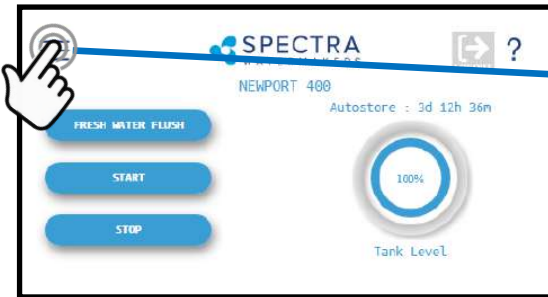 SPECTRA
?
NEWPORT 400
Autostore : 3d 12h 36m
FRESH WATER FLUSH
START
100%
STOP
Tank Level